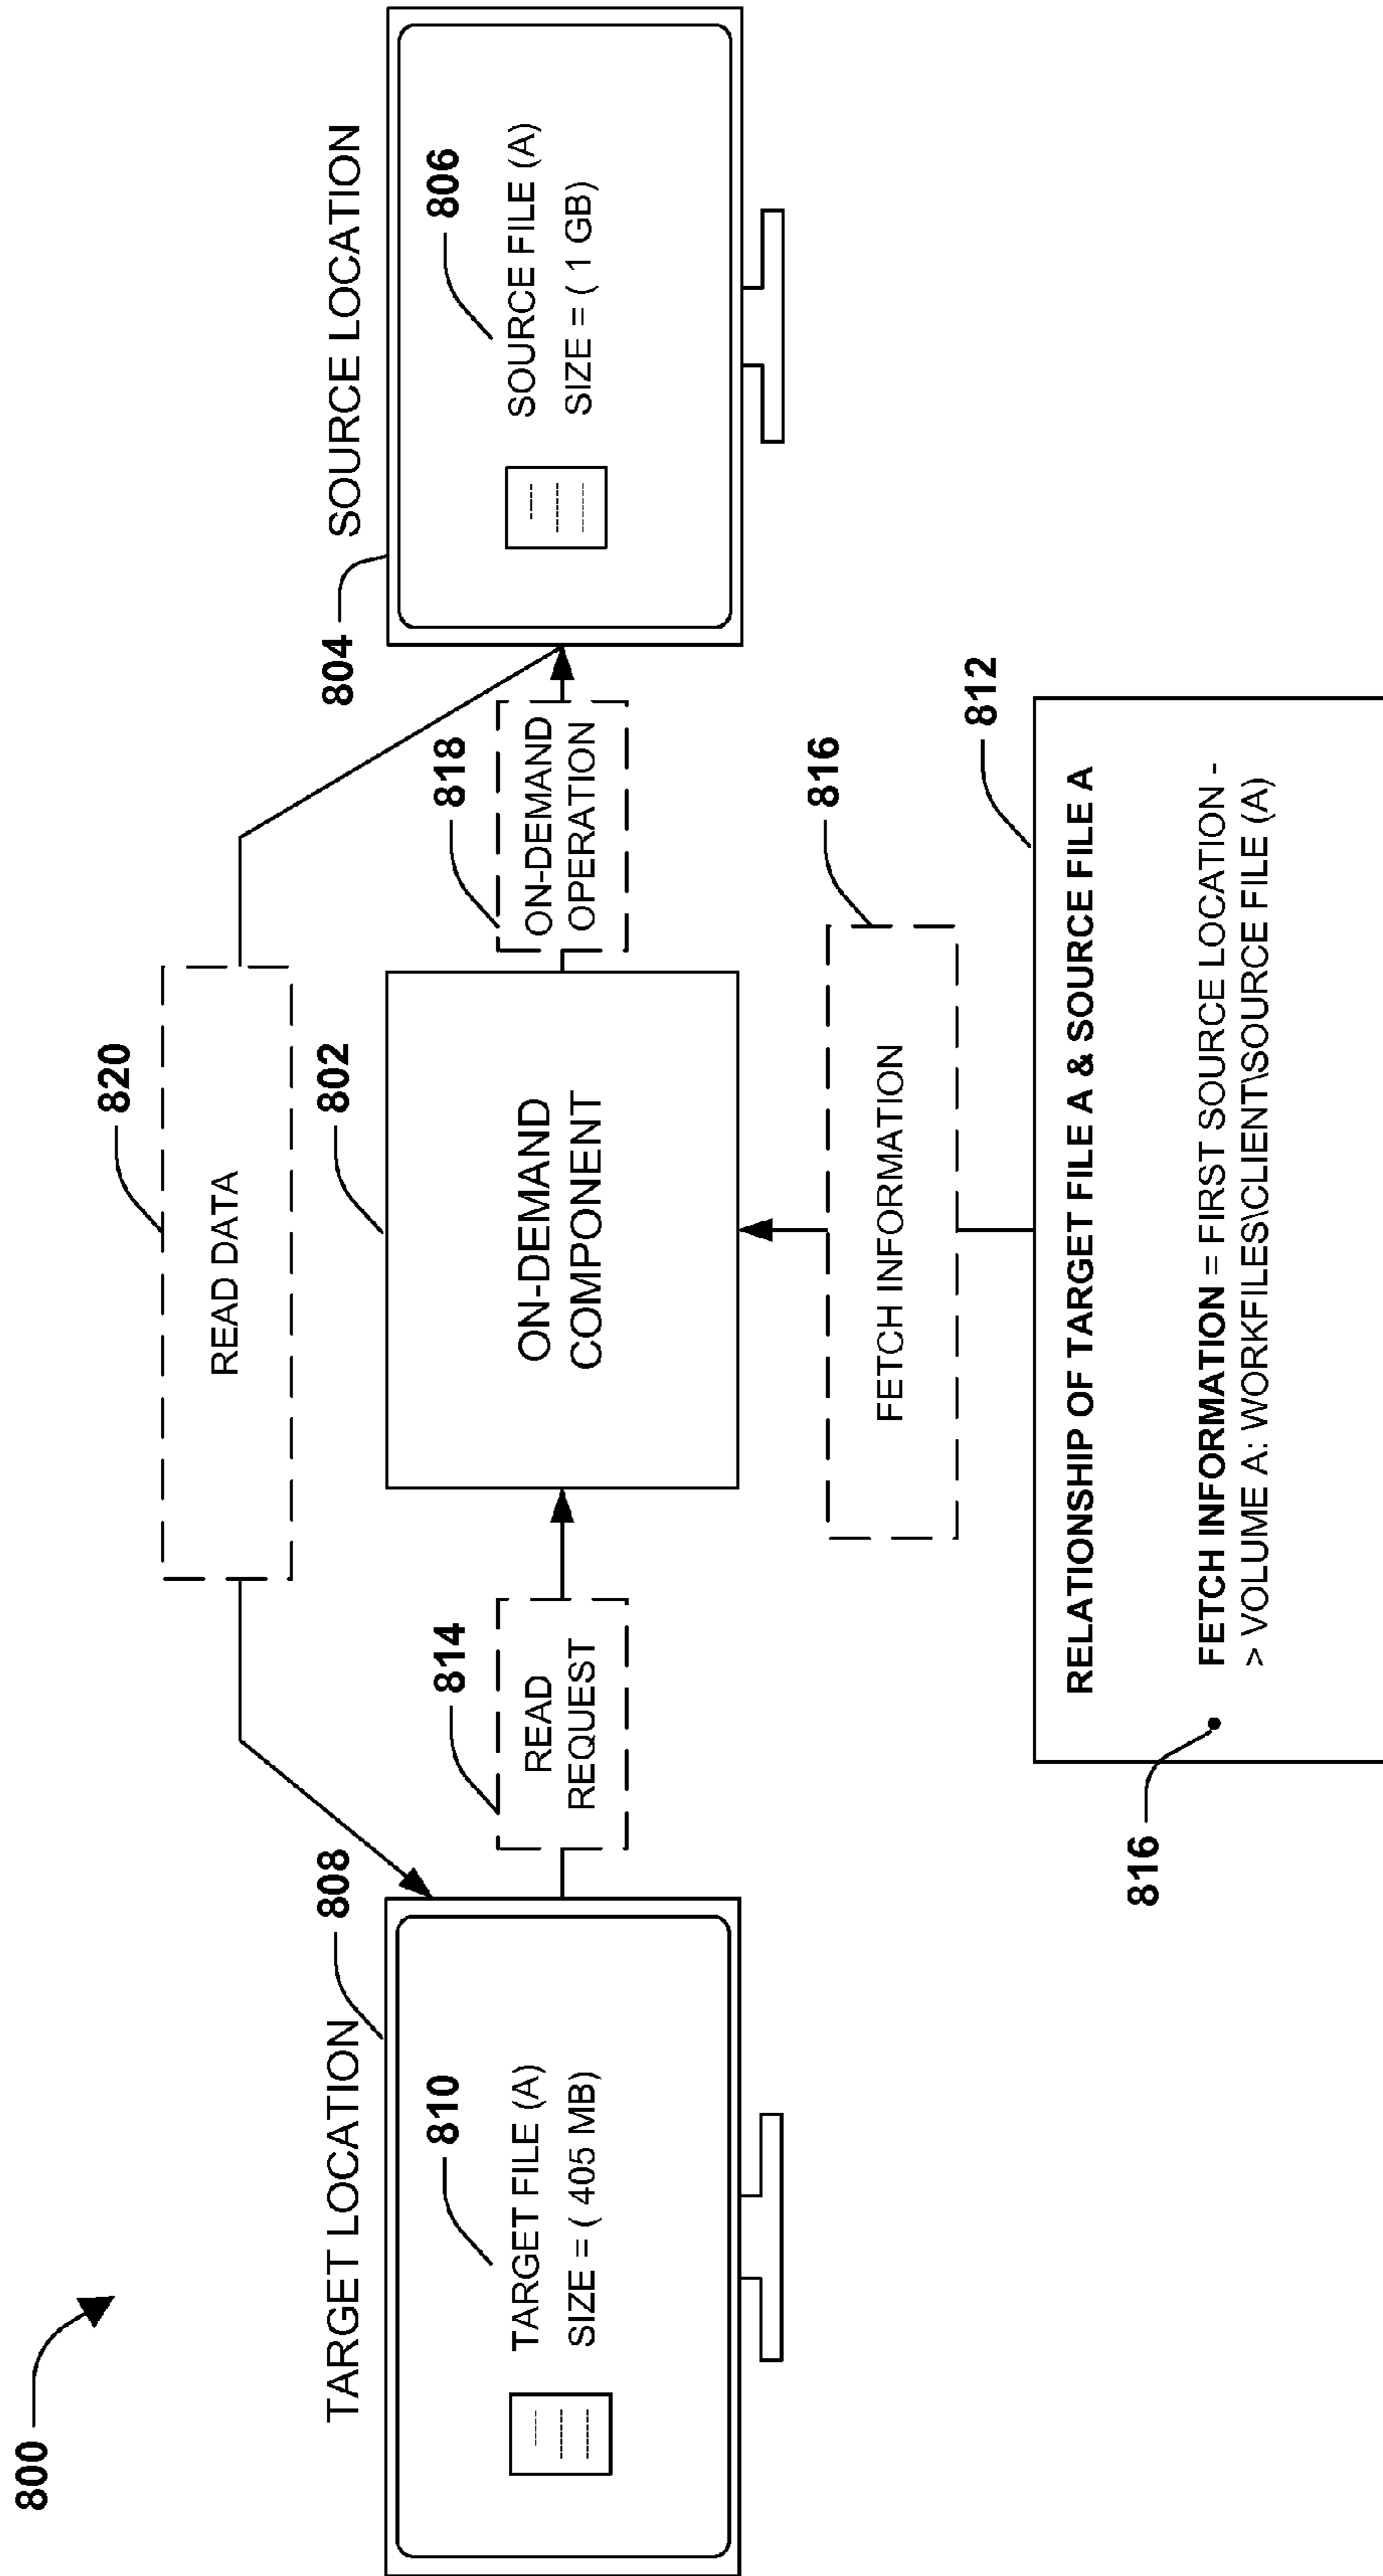 800
820
READ DATA
TARGET LOCATION
808
802
804
SOURCE LOCATION
810
TARGET FILE (A)
SIZE = ( 405 MB)
814
READ
REQUEST
ON-DEMAND
COMPONENT
818
ON-DEMAND
OPERATION
806
SOURCE FILE (A)
SIZE = ( 1 GB)
816
FETCH INFORMATION
812
RELATIONSHIP OF TARGET FILE A & SOURCE FILE A
816
• FETCH INFORMATION = FIRST SOURCE LOCATION -
> VOLUME A: WORKFILES\CLIENT\SOURCE FILE (A)